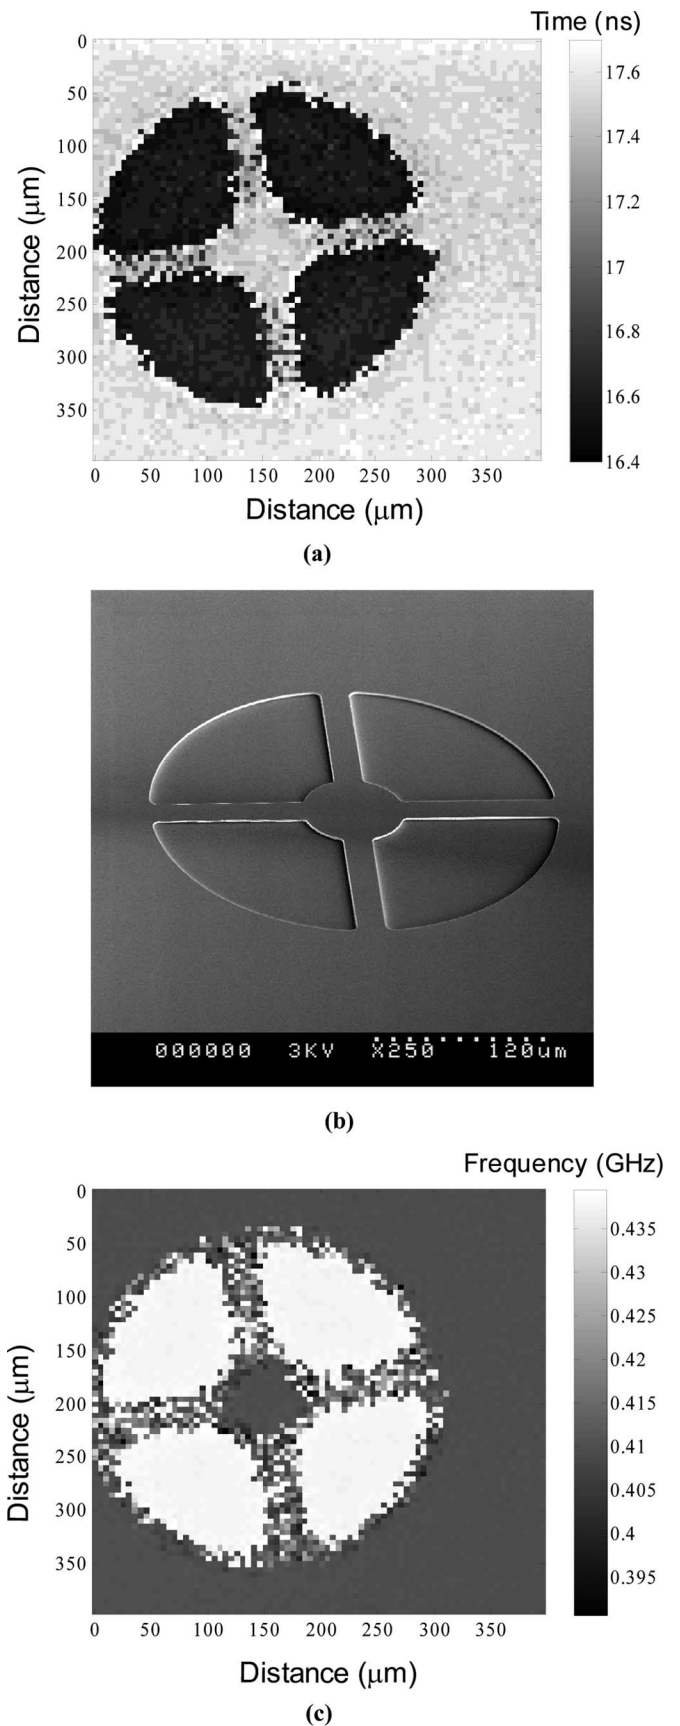 Time (ns)
0
50
100
150
200
250
300
350
Distance (μm)
17.6
17.4
17.2
17
16.8
16.6
16.4
0 50 100 150 200 250 300 350
Distance (μm)
(a)
000000 3KV X250 120um
(b)
Frequency (GHz)
0
50
100
150
200
250
300
350
Distance (μm)
0.435
0.43
0.425
0.42
0.415
0.41
0.405
0.4
0.395
0 50 100 150 200 250 300 350
Distance (μm)
(c)